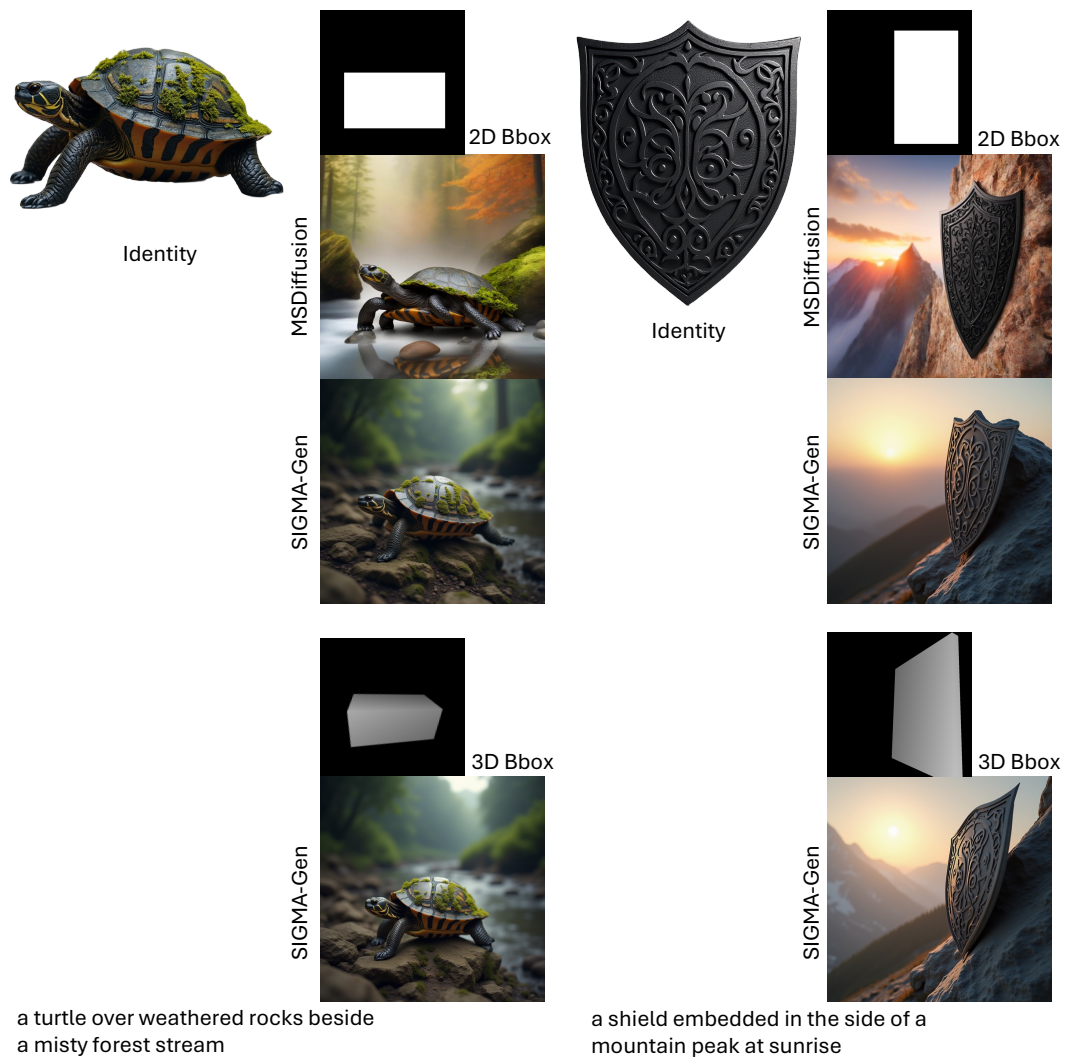 2D Bbox
MSDiffusion
Identity
SIGMA-Gen
3D Bbox
SIGMA-Gen
a turtle over weathered rocks beside
a misty forest stream
2D Bbox
MSDiffusion
Identity
SIGMA-Gen
3D Bbox
SIGMA-Gen
a shield embedded in the side of a
mountain peak at sunrise